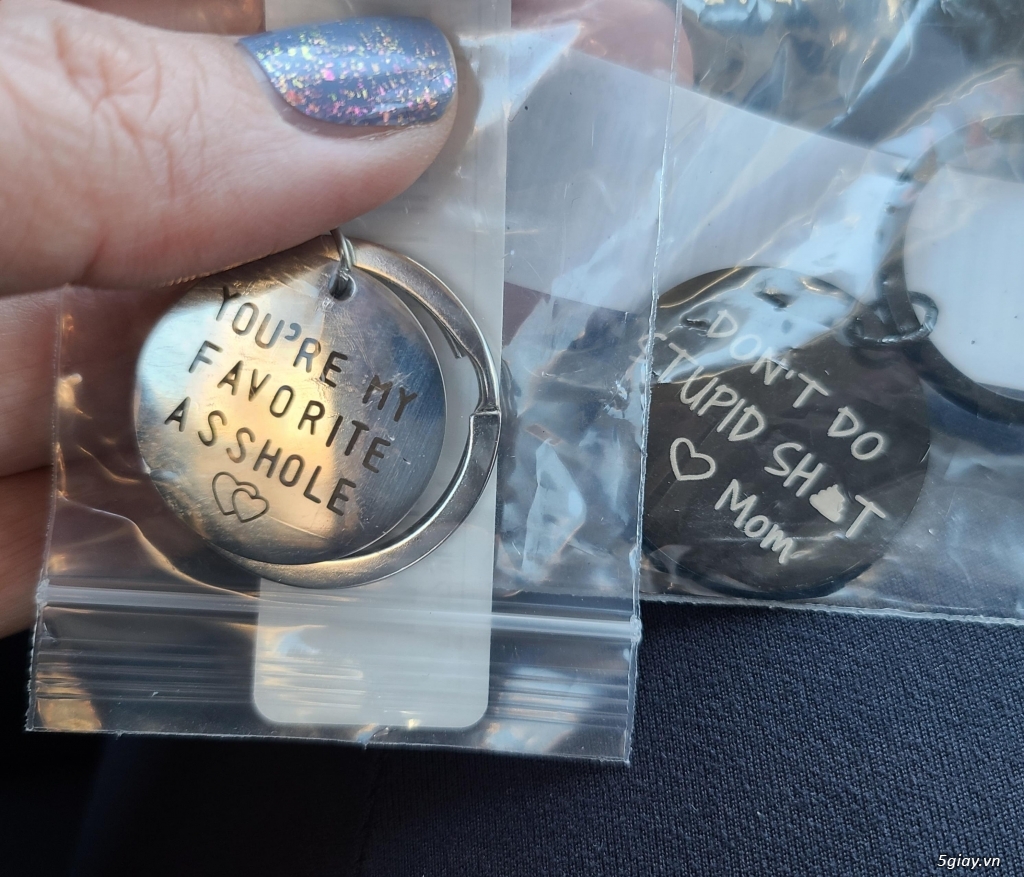 YOU'RE MY
FAVORITE
ASSHOLE
DON'T DO
STUPID SH T
Mom
5giay.vn